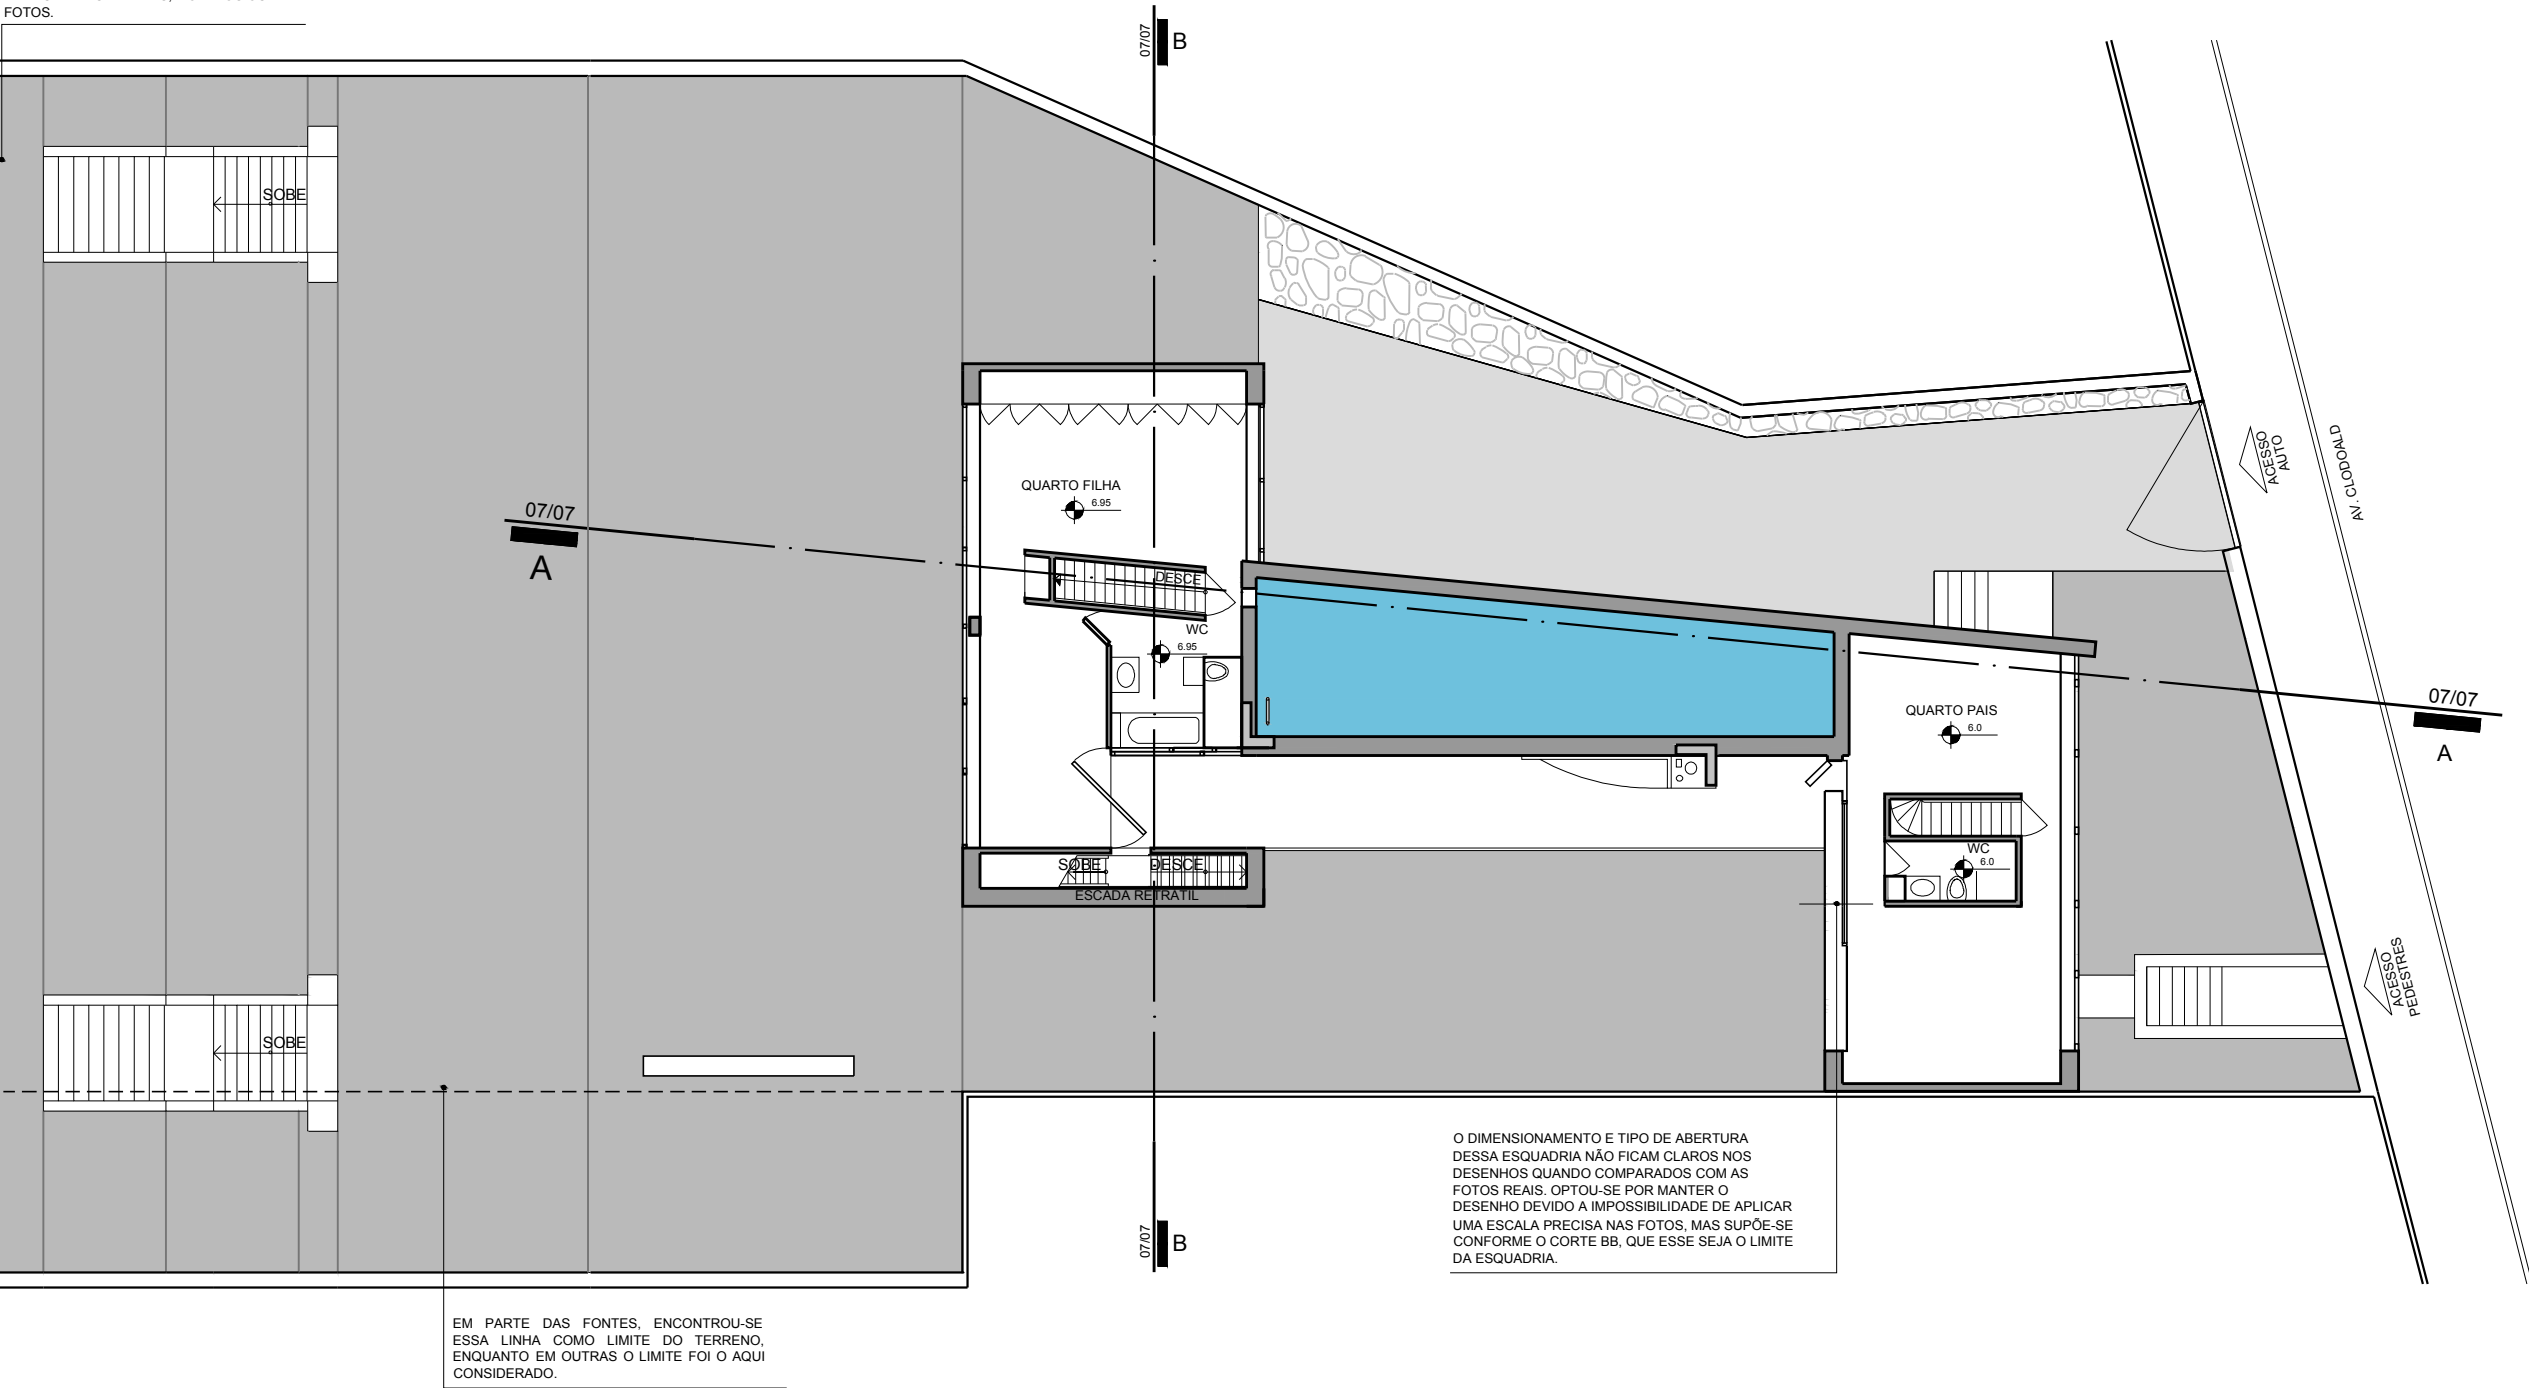 FOTOS.
07/07
B
SOBE
ACESSO
AUTO
AV. CLODOALD
QUARTO FILHA
6.95
07/07
A
DESCE
WC
6.95
07/07
A
QUARTO PAIS
6.0
WC
6.0
SOBE
DESCE
ESCADA RETRATIL
ACESSO
PEDESTRES
SOBE
07/07
B
O DIMENSIONAMENTO E TIPO DE ABERTURA
DESSA ESQUADRIA NÃO FICAM CLAROS NOS
DESENHOS QUANDO COMPARADOS COM AS
FOTOS REAIS. OPTOU-SE POR MANTER O
DESENHO DEVIDO A IMPOSSIBILIDADE DE APLICAR
UMA ESCALA PRECISA NAS FOTOS, MAS SUPÕE-SE
CONFORME O CORTE BB, QUE ESSE SEJA O LIMITE
DA ESQUADRIA.
EM PARTE DAS FONTES, ENCONTROU-SE
ESSA LINHA COMO LIMITE DO TERRENO,
ENQUANTO EM OUTRAS O LIMITE FOI O AQUI
CONSIDERADO.